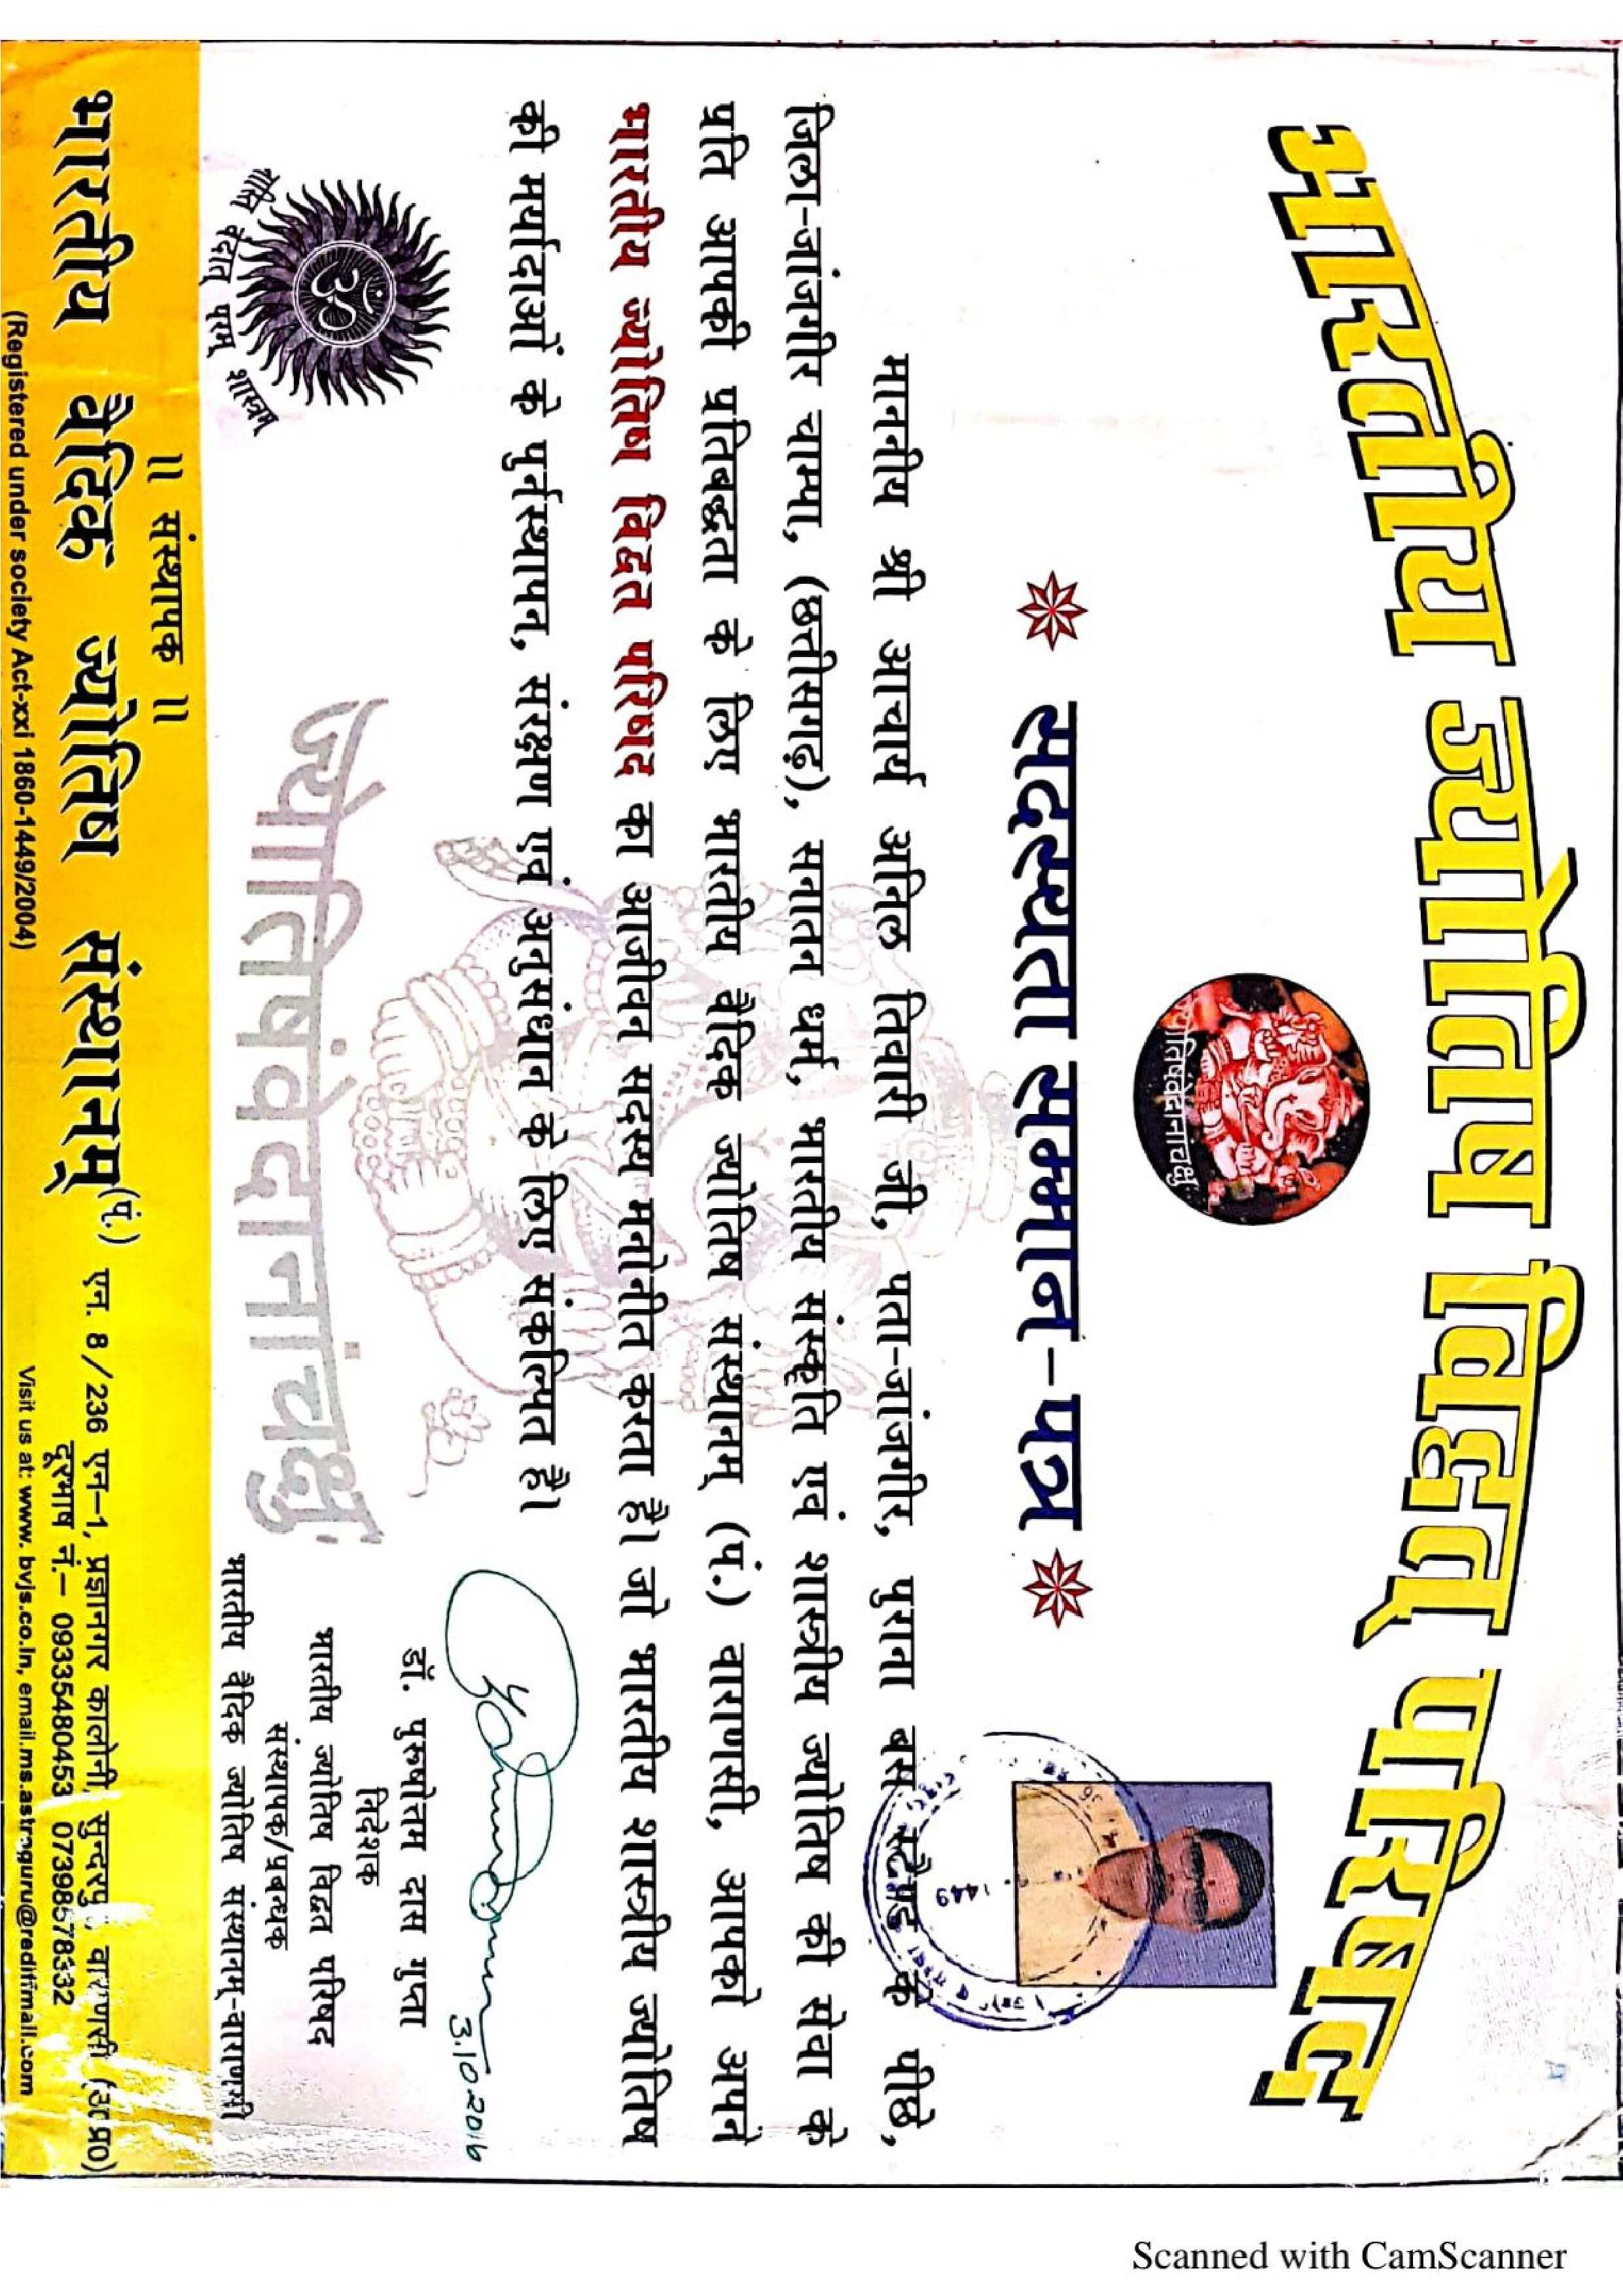 भारतीय ज्योतिष विद्वत् परिषद
ज्योतिषंवेदानांचक्षुः
सदस्यता सम्मान-पत्र
1449
माननीय श्री आचार्य अनिल तिवारी जी, पता-जांजगीर, पुराना बस स्टैण्ड के पीछे,
जिला-जांजगीर चाम्पा, (छत्तीसगढ़), सनातन धर्म, भारतीय संस्कृति एवं शास्त्रीय ज्योतिष की सेवा के
प्रति आपकी प्रतिबद्धता के लिए भारतीय वैदिक ज्योतिष संस्थानम् (पं.) वाराणसी, आपको अपने
भारतीय ज्योतिष विद्वत परिषद का आजीवन सदस्य मनोनीत करता है। जो भारतीय शास्त्रीय ज्योतिष
की मर्यादाओं के पुर्नस्थापन, संरक्षण एवं अनुसंधान के लिए संकल्पित है।
3.10.2016
डॉ. पुरूषोत्तम दास गुप्ता
निदेशक
भारतीय ज्योतिष विद्वत परिषद
संस्थापक/प्रबन्धक
भारतीय वैदिक ज्योतिष संस्थानम्-वाराणसी
ज्योतिषंवेदानांचक्षुः
नास्ति वेदात् परम् शास्त्रम्
॥ संस्थापक ॥
भारतीय वैदिक ज्योतिष संस्थानम् (पं.)
(Registered under society Act-xxi 1860-1449/2004)
एन. 8/236 एन-1, प्रज्ञानगर कालोनी, सुन्दरपुर, वाराणसी (उ0प्र0)
दूरभाष नं.- 09335480453 07398578332
Visit us at: www. bvjs.co.in, email.ms.astroguru@rediffmail.com
Scanned with CamScanner